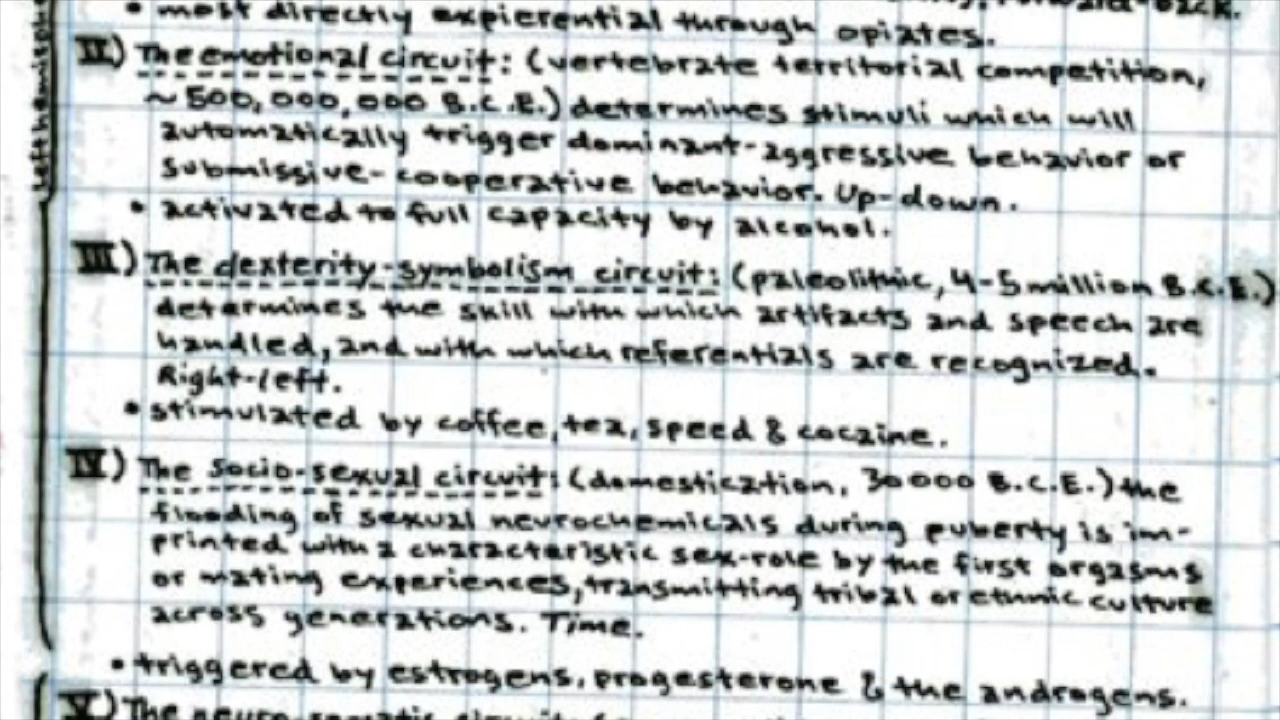 back.
• most directly expierential through opiates.
II) The emotional circuit: (vertebrate territorial competition,
~500,000,000 B.C.E.) determines stimuli which will
automatically trigger dominant-aggressive behavior or
submissive-cooperative behavior. Up-down.
• activated to full capacity by alcohol.
III) The dexterity-symbolism circuit: (paleolithic, 4-5 million B.C.E.)
determines the skill with which artifacts and speech are
handled, and with which referentials are recognized.
Right-left.
• stimulated by coffee, tea, speed & cocaine.
IV) The socio-sexual circuit: (domestication, 30000 B.C.E.) the
flooding of sexual neurochemicals during puberty is im-
printed with a characteristic sex-role by the first orgasms
or mating experiences, transmitting tribal or ethnic culture
across generations. Time.
• triggered by estrogens, progesterone & the androgens.
V) The neuro-somatic circuit: